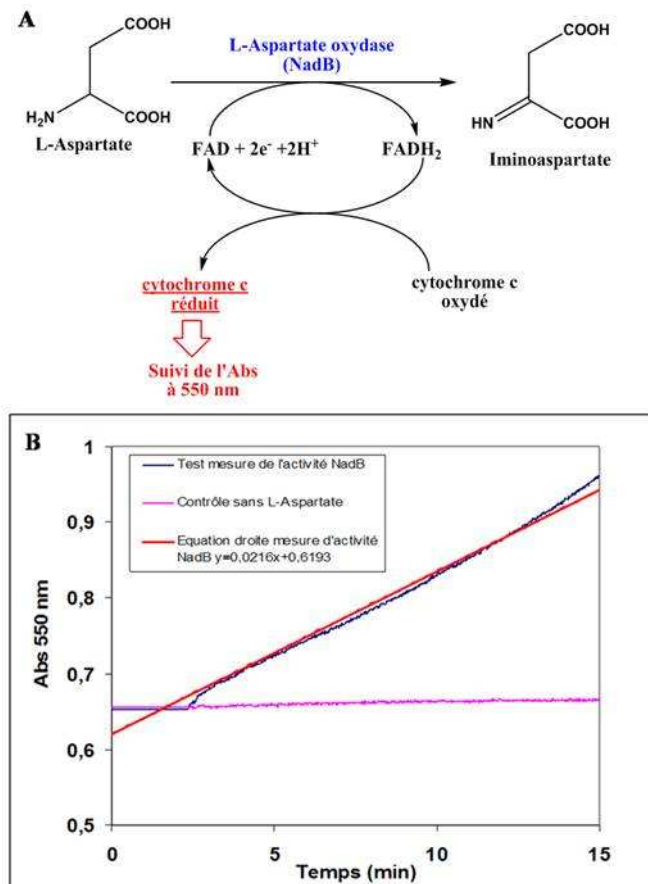 A
COOH
H₂N
COOH
L-Aspartate
L-Aspartate oxydase
(NadB)
COOH
HN
COOH
Iminoaspartate
FAD + 2e⁻ +2H⁺
FADH₂
cytochrome c
réduit
cytochrome c
oxydé
Suivi de l'Abs
à 550 nm
B
Test mesure de l'activité NadB
Contrôle sans L-Aspartate
Equation droite mesure d'activité
NadB y=0,0216x+0,6193
Abs 550 nm
1
0,9
0,8
0,7
0,6
0,5
0
5
10
15
Temps (min)